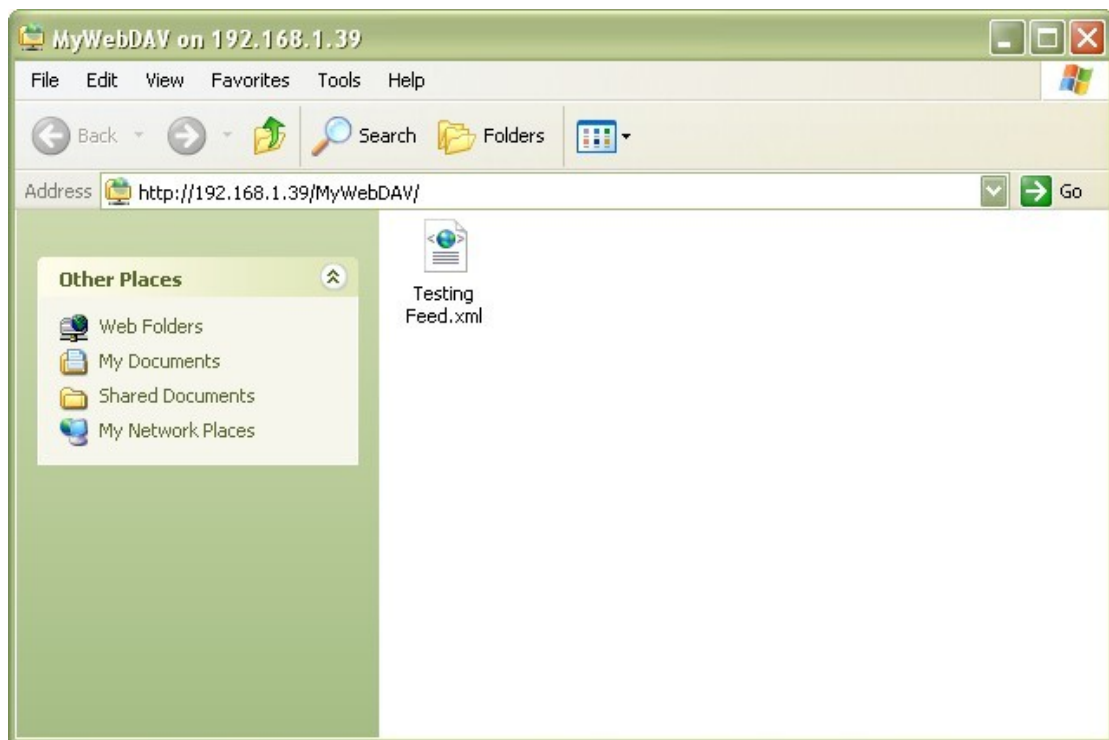 MyWebDAV on 192.168.1.39
File Edit View Favorites Tools Help
Back Search Folders
Address http://192.168.1.39/MyWebDAV/ Go
Other Places
Web Folders
My Documents
Shared Documents
My Network Places
Testing
Feed.xml